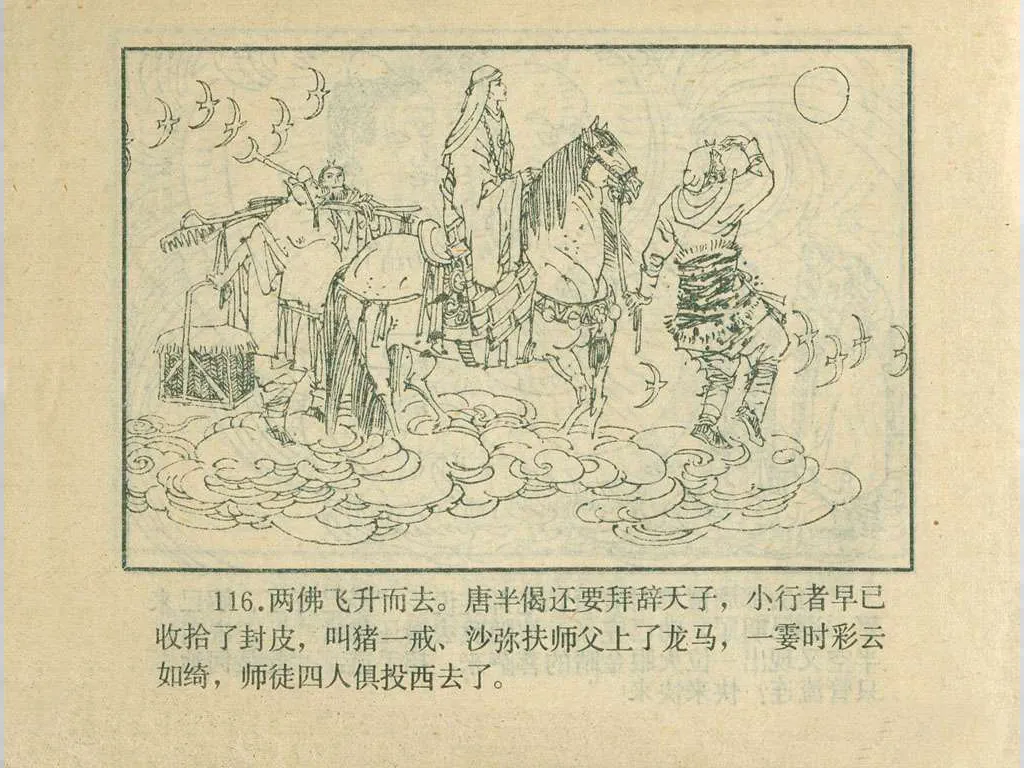 116.两佛飞升而去。唐半偈还要拜辞天子，小行者早已
收拾了封皮，叫猪一戒、沙弥扶师父上了龙马，一霎时彩云
如绮，师徒四人俱投西去了。